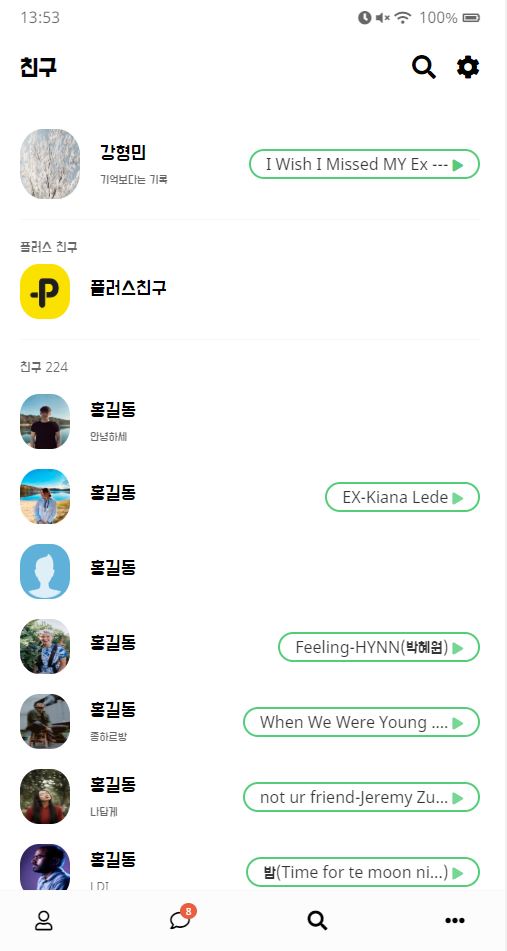 13:53
100%
친구
강형민
기억보다는 기록
I Wish I Missed MY Ex ---
플러스 친구
P
플러스친구
친구 224
홍길동
안녕하세
홍길동
EX-Kiana Lede
홍길동
홍길동
Feeling-HYNN(박혜원)
홍길동
종하르방
When We Were Young ....
홍길동
나답게
not ur friend-Jeremy Zu...
홍길동
LDI
밤(Time for te moon ni...)
8